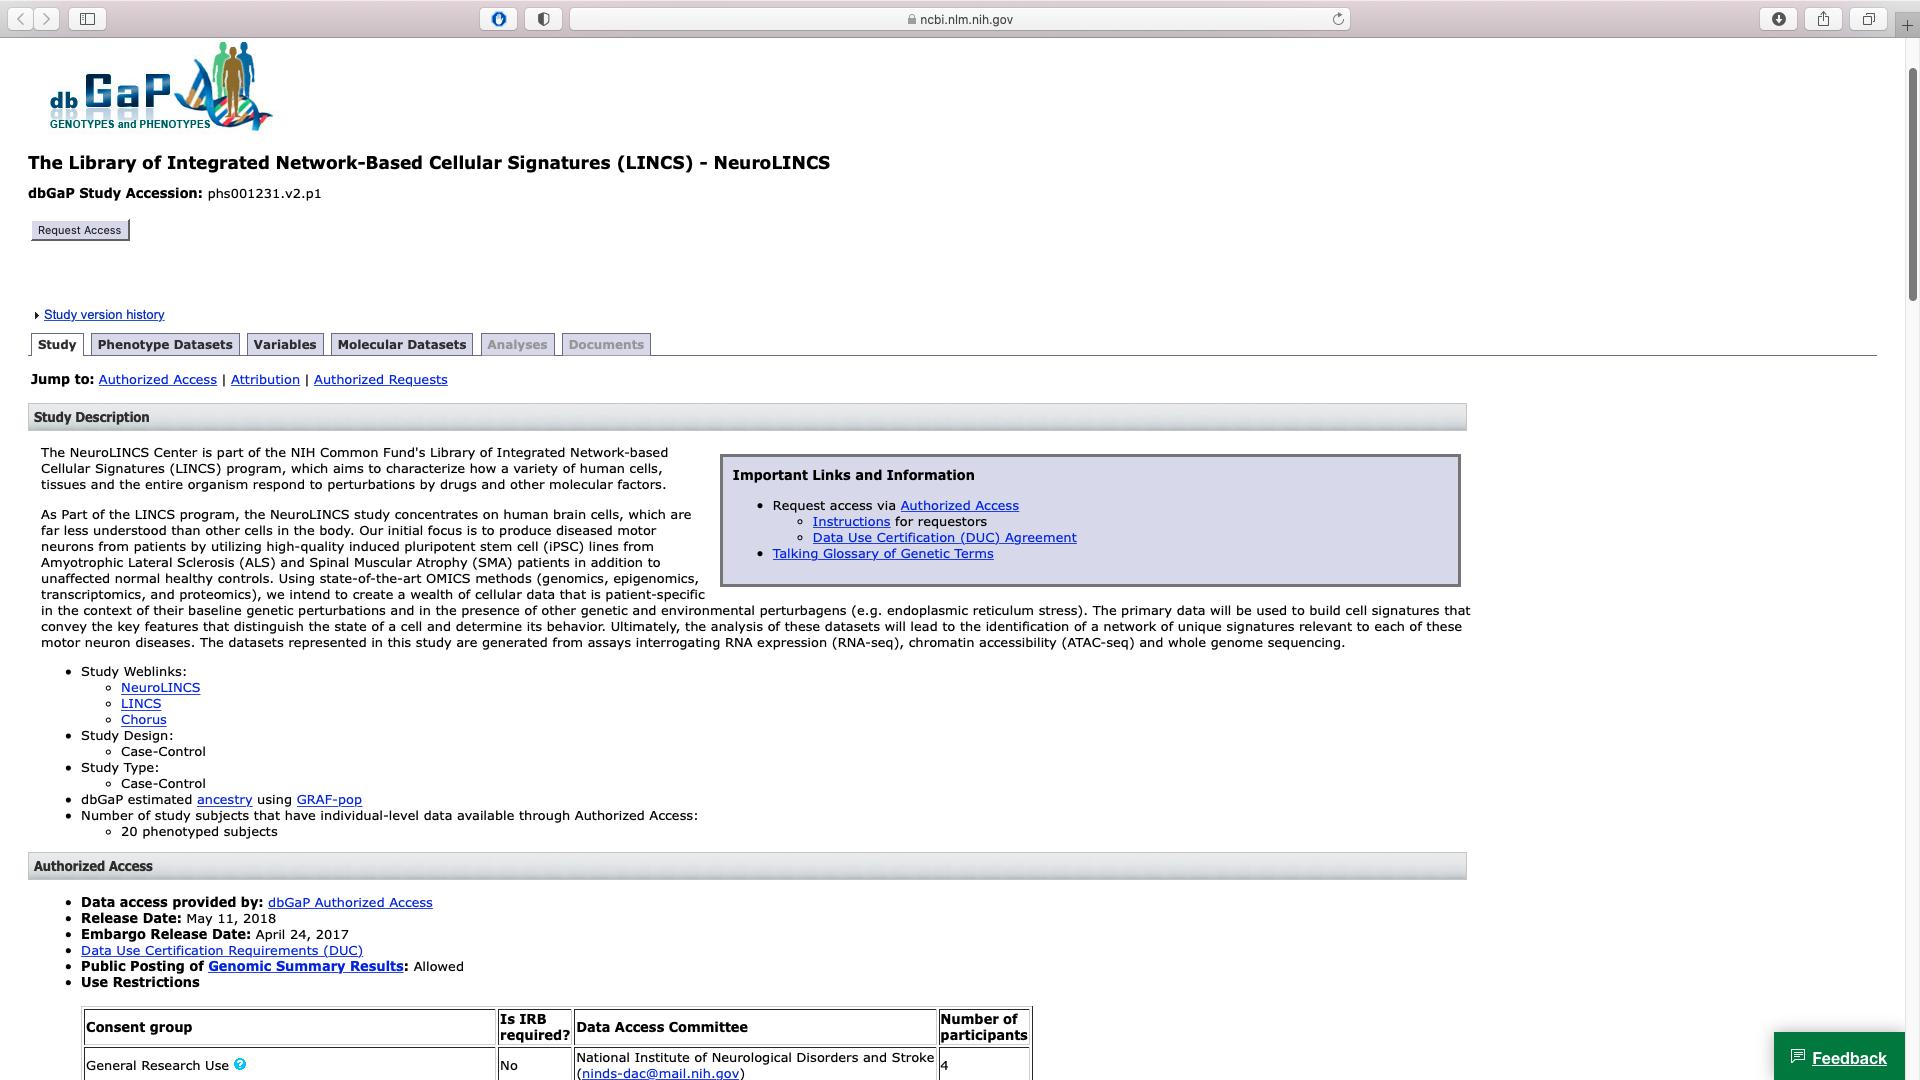 ncbi.nlm.nih.gov
db GaP
GENOTYPES and PHENOTYPES
The Library of Integrated Network-Based Cellular Signatures (LINCS) - NeuroLINCS
dbGaP Study Accession: phs001231.v2.p1
Request Access
Study version history
Study
Phenotype Datasets
Variables
Molecular Datasets
Analyses
Documents
Jump to: Authorized Access | Attribution | Authorized Requests
Study Description
The NeuroLINCS Center is part of the NIH Common Fund's Library of Integrated Network-based
Cellular Signatures (LINCS) program, which aims to characterize how a variety of human cells,
tissues and the entire organism respond to perturbations by drugs and other molecular factors.
Important Links and Information
Request access via Authorized Access
Instructions for requestors
Data Use Certification (DUC) Agreement
Talking Glossary of Genetic Terms
As Part of the LINCS program, the NeuroLINCS study concentrates on human brain cells, which are
far less understood than other cells in the body. Our initial focus is to produce diseased motor
neurons from patients by utilizing high-quality induced pluripotent stem cell (iPSC) lines from
Amyotrophic Lateral Sclerosis (ALS) and Spinal Muscular Atrophy (SMA) patients in addition to
unaffected normal healthy controls. Using state-of-the-art OMICS methods (genomics, epigenomics,
transcriptomics, and proteomics), we intend to create a wealth of cellular data that is patient-specific
in the context of their baseline genetic perturbations and in the presence of other genetic and environmental perturbagens (e.g. endoplasmic reticulum stress). The primary data will be used to build cell signatures that
convey the key features that distinguish the state of a cell and determine its behavior. Ultimately, the analysis of these datasets will lead to the identification of a network of unique signatures relevant to each of these
motor neuron diseases. The datasets represented in this study are generated from assays interrogating RNA expression (RNA-seq), chromatin accessibility (ATAC-seq) and whole genome sequencing.
Study Weblinks:
NeuroLINCS
LINCS
Chorus
Study Design:
Case-Control
Study Type:
Case-Control
dbGaP estimated ancestry using GRAF-pop
Number of study subjects that have individual-level data available through Authorized Access:
20 phenotyped subjects
Authorized Access
Data access provided by: dbGaP Authorized Access
Release Date: May 11, 2018
Embargo Release Date: April 24, 2017
Data Use Certification Requirements (DUC)
Public Posting of Genomic Summary Results: Allowed
Use Restrictions
Consent group
Is IRB
required?
Data Access Committee
Number of
participants
General Research Use
No
National Institute of Neurological Disorders and Stroke
(ninds-dac@mail.nih.gov)
4
Feedback